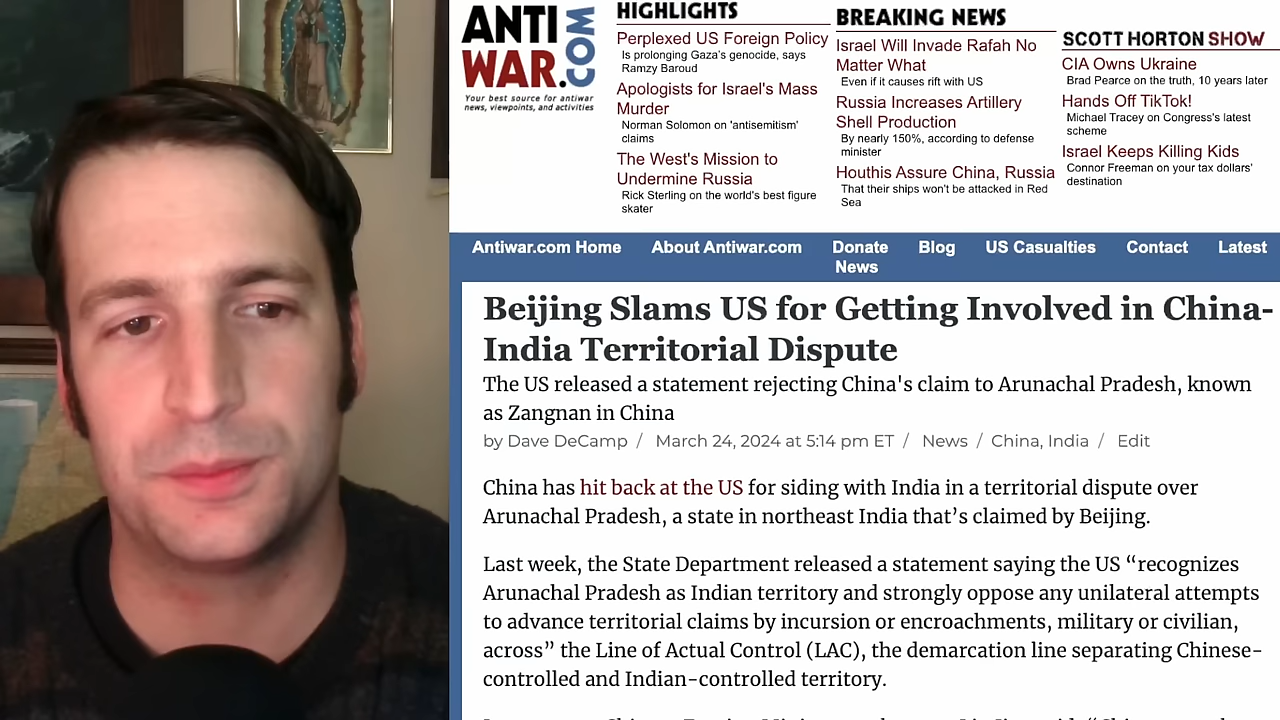 ANTI
WAR.COM
Your best source for antiwar
news, viewpoints, and activities
HIGHLIGHTS
Perplexed US Foreign Policy
Is prolonging Gaza's genocide, says
Ramzy Baroud
Apologists for Israel's Mass
Murder
Norman Solomon on 'antisemitism'
claims
The West's Mission to
Undermine Russia
Rick Sterling on the world's best figure
skater
BREAKING NEWS
Israel Will Invade Rafah No
Matter What
Even if it causes rift with US
Russia Increases Artillery
Shell Production
By nearly 150%, according to defense
minister
Houthis Assure China, Russia
That their ships won't be attacked in Red
Sea
SCOTT HORTON SHOW
CIA Owns Ukraine
Brad Pearce on the truth, 10 years later
Hands Off TikTok!
Michael Tracey on Congress's latest
scheme
Israel Keeps Killing Kids
Connor Freeman on your tax dollars'
destination
Antiwar.com Home About Antiwar.com Donate Blog US Casualties Contact Latest
News
Beijing Slams US for Getting Involved in China-
India Territorial Dispute
The US released a statement rejecting China's claim to Arunachal Pradesh, known
as Zangnan in China
by Dave DeCamp / March 24, 2024 at 5:14 pm ET / News / China, India / Edit
China has hit back at the US for siding with India in a territorial dispute over
Arunachal Pradesh, a state in northeast India that's claimed by Beijing.
Last week, the State Department released a statement saying the US “recognizes
Arunachal Pradesh as Indian territory and strongly oppose any unilateral attempts
to advance territorial claims by incursion or encroachments, military or civilian,
across” the Line of Actual Control (LAC), the demarcation line separating Chinese-
controlled and Indian-controlled territory.